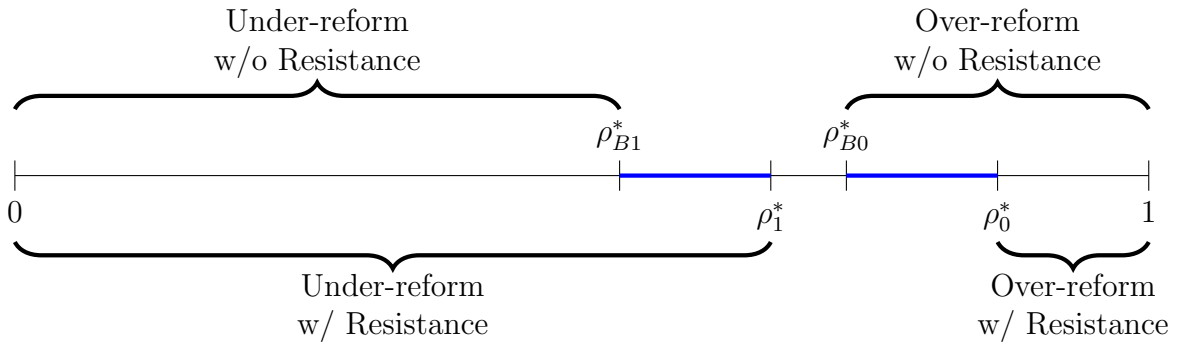 Under-reform
w/o Resistance
Over-reform
w/o Resistance
ρ*B1
ρ*B0
0
ρ*1
ρ*0
1
Under-reform
w/ Resistance
Over-reform
w/ Resistance